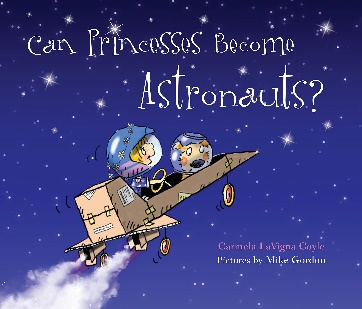 Can Princesses Become
Astronauts?
Carmela LaVigna Coyle
Pictures by Mike Gordon